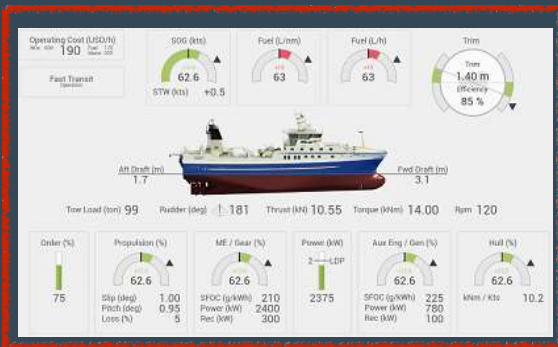 Operating Cost (USD/h)
190
Fast Transit
Operation
SOG (kts)
62.6
STW (kts) +0.5
Fuel (L/nm)
63
Fuel (L/h)
63
Trim
Trim
1.40 m
Efficiency
85 %
Aft Draft (m)
1.7
Fwd Draft (m)
3.1
Tow Load (ton) 99 Rudder (deg) 181 Thrust (kN) 10.55 Torque (kNm) 14.00 Rpm 120
Order (%)
75
Propulsion (%)
62.6
Slip (deg) 1.00
Pitch (deg) 0.95
Loss (%) 5
ME / Gear (%)
62.6
SFOC (g/kWh) 210
Power (kW) 2400
Rec (kW) 300
Power (kW)
2 LDP
2375
Aux Eng / Gen (%)
62.6
SFOC (g/kWh) 225
Power (kW) 780
Rec (kW) 100
Hull (%)
62.6
kNm / Kts 10.2